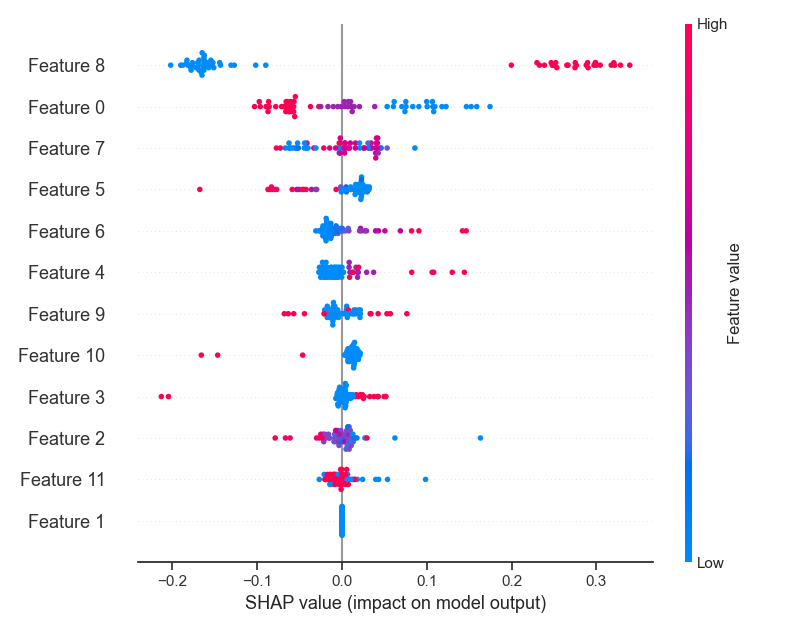 High
Feature 8
Feature 0
Feature 7
Feature 5
Feature 6
Feature 4
Feature 9
Feature 10
Feature 3
Feature 2
Feature 11
Feature 1
Feature value
Low
−0.2 −0.1 0.0 0.1 0.2 0.3
SHAP value (impact on model output)